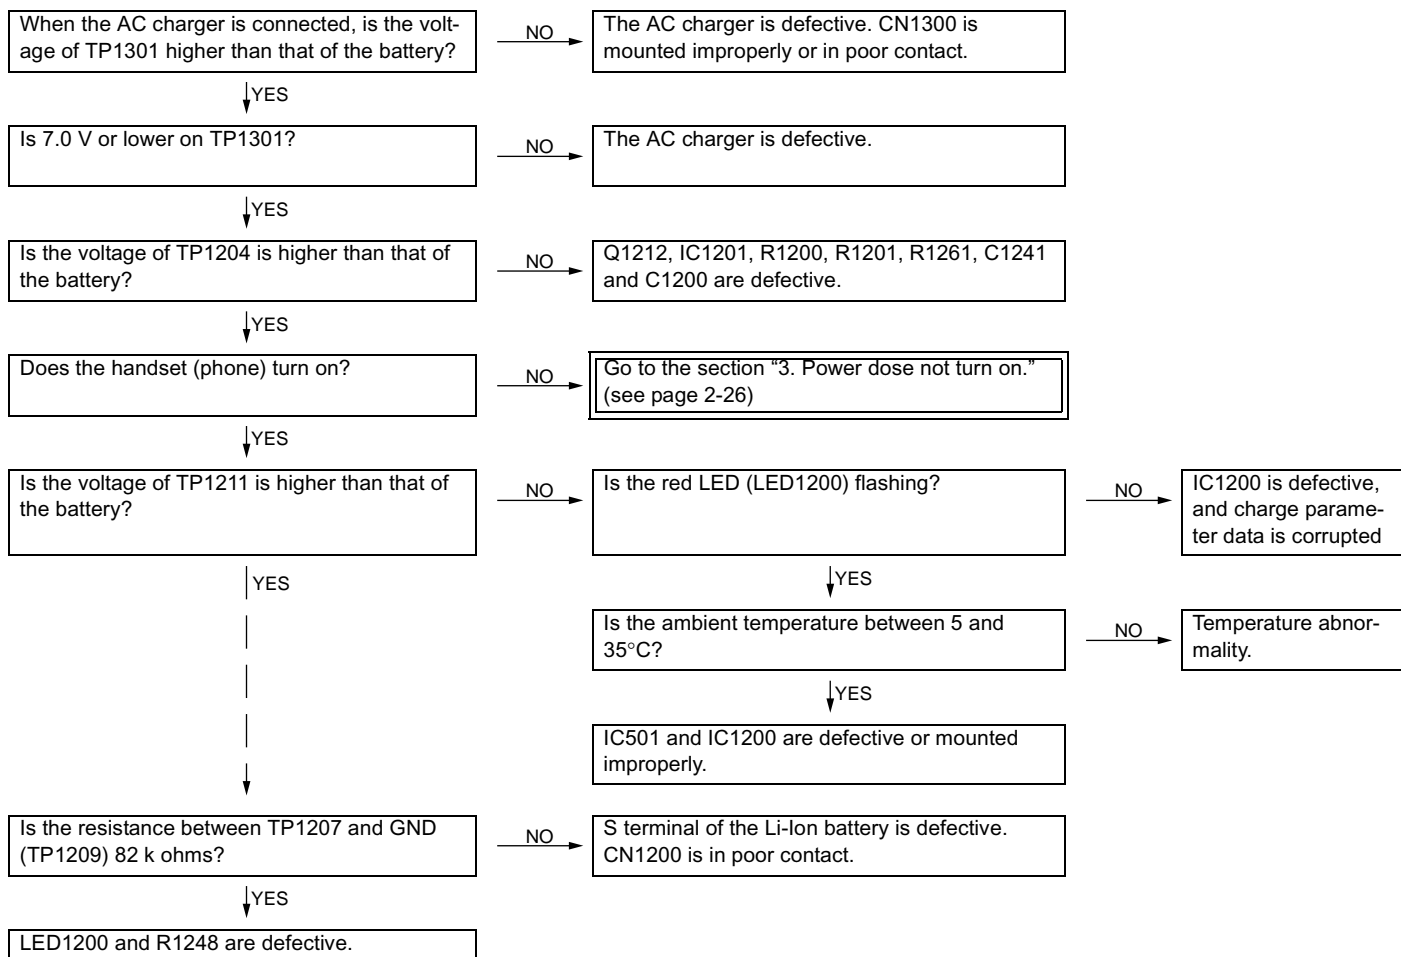 When the AC charger is connected, is the volt-
age of TP1301 higher than that of the battery?
NO
The AC charger is defective. CN1300 is
mounted improperly or in poor contact.
YES
Is 7.0 V or lower on TP1301?
NO
The AC charger is defective.
YES
Is the voltage of TP1204 is higher than that of
the battery?
NO
Q1212, IC1201, R1200, R1201, R1261, C1241
and C1200 are defective.
YES
Does the handset (phone) turn on?
NO
Go to the section “3. Power dose not turn on.”
(see page 2-26)
YES
Is the voltage of TP1211 is higher than that of
the battery?
NO
Is the red LED (LED1200) flashing?
NO
IC1200 is defective,
and charge parame-
ter data is corrupted
YES
YES
Is the ambient temperature between 5 and
35°C?
NO
Temperature abnor-
mality.
YES
IC501 and IC1200 are defective or mounted
improperly.
Is the resistance between TP1207 and GND
(TP1209) 82 k ohms?
NO
S terminal of the Li-Ion battery is defective.
CN1200 is in poor contact.
YES
LED1200 and R1248 are defective.